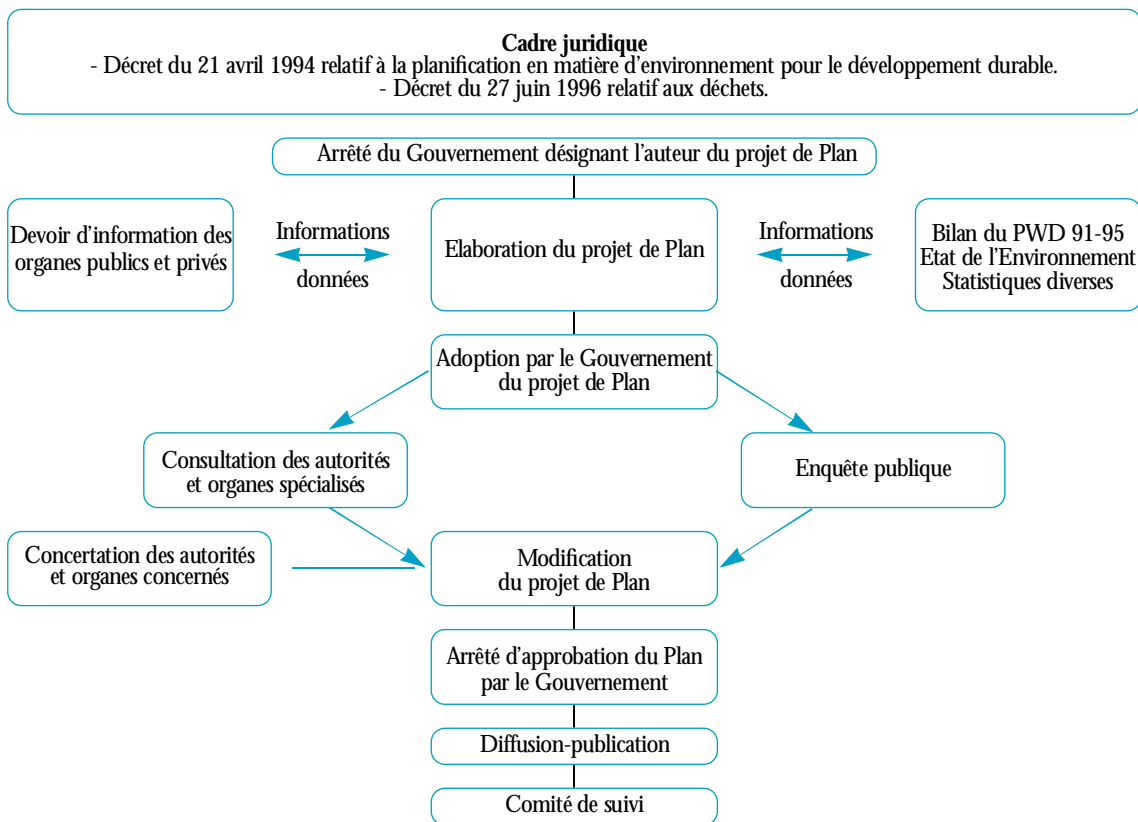 Cadre juridique
- Décret du 21 avril 1994 relatif à la planification en matière d'environnement pour le développement durable.
- Décret du 27 juin 1996 relatif aux déchets.
Arrêté du Gouvernement désignant l'auteur du projet de Plan
Devoir d'information des
organes publics et privés
Informations
données
Elaboration du projet de Plan
Informations
données
Bilan du PWD 91-95
Etat de l'Environnement
Statistiques diverses
Adoption par le Gouvernement
du projet de Plan
Consultation des autorités
et organes spécialisés
Enquête publique
Concertation des autorités
et organes concernés
Modification
du projet de Plan
Arrêté d'approbation du Plan
par le Gouvernement
Diffusion-publication
Comité de suivi